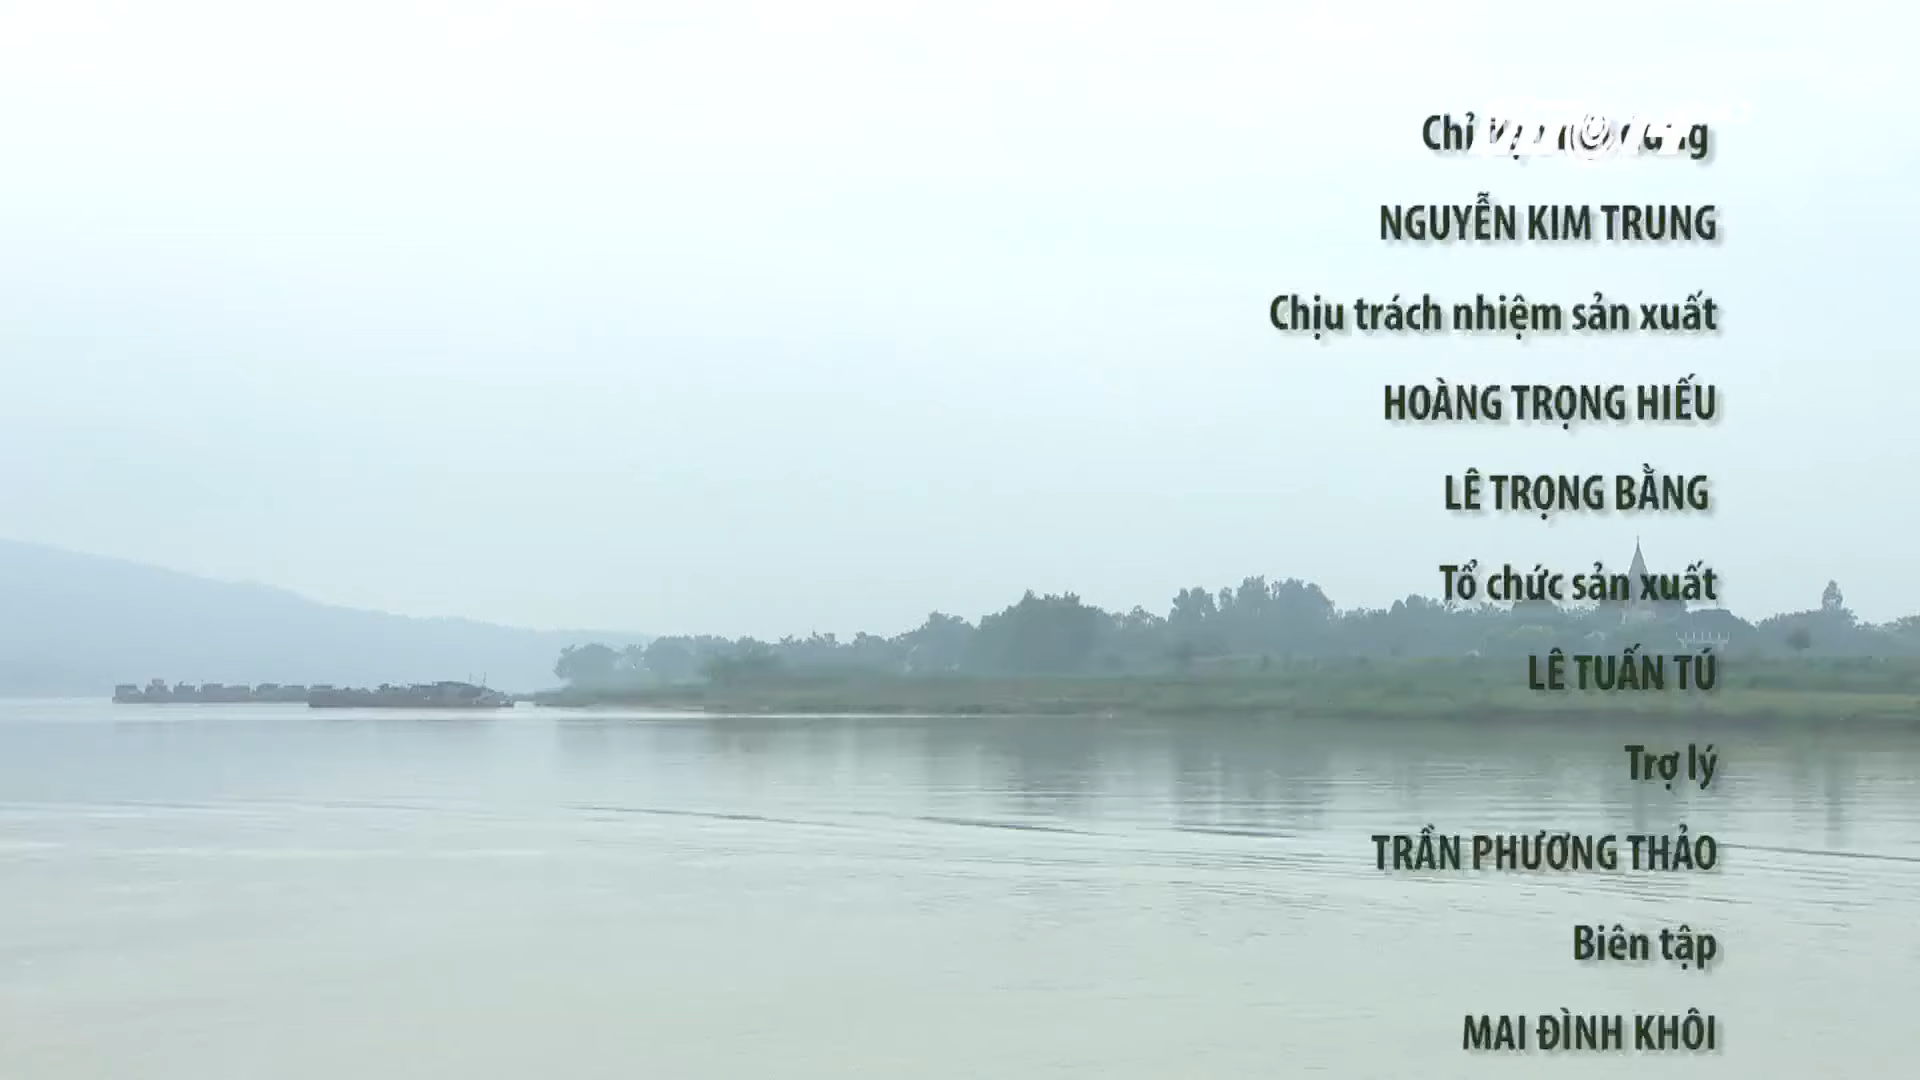 Chỉ
NGUYỄN KIM TRUNG
Chịu trách nhiệm sản xuất
HOÀNG TRỌNG HIẾU
LÊ TRỌNG BẰNG
Tổ chức sản xuất
LÊ TUẤN TÚ
Trợ lý
TRẦN PHƯƠNG THẢO
Biên tập
MAI ĐÌNH KHÔI